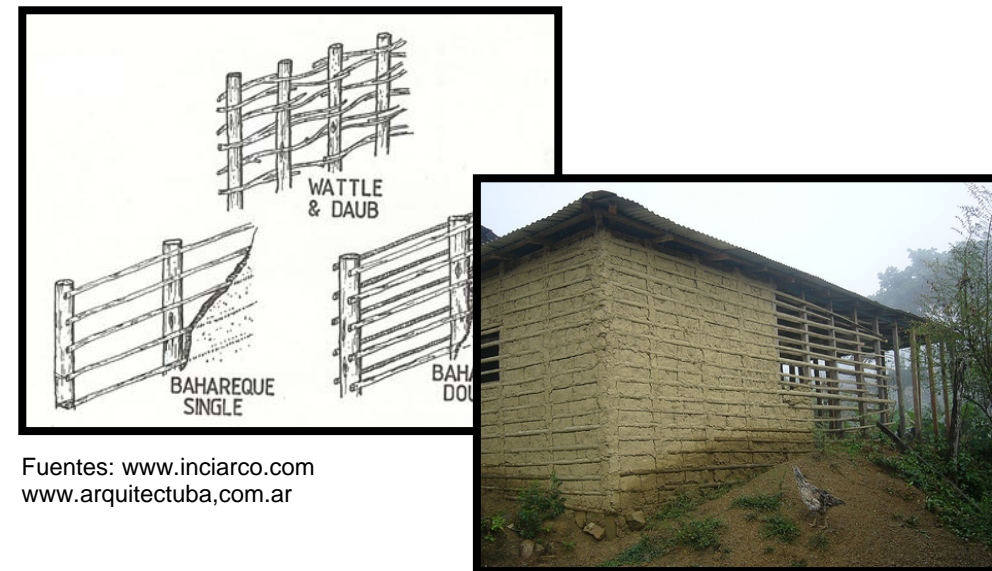 WATTLE
& DAUB
BAHAREQUE
SINGLE
Fuentes: www.inciarco.com
www.arquitectuba,com.ar